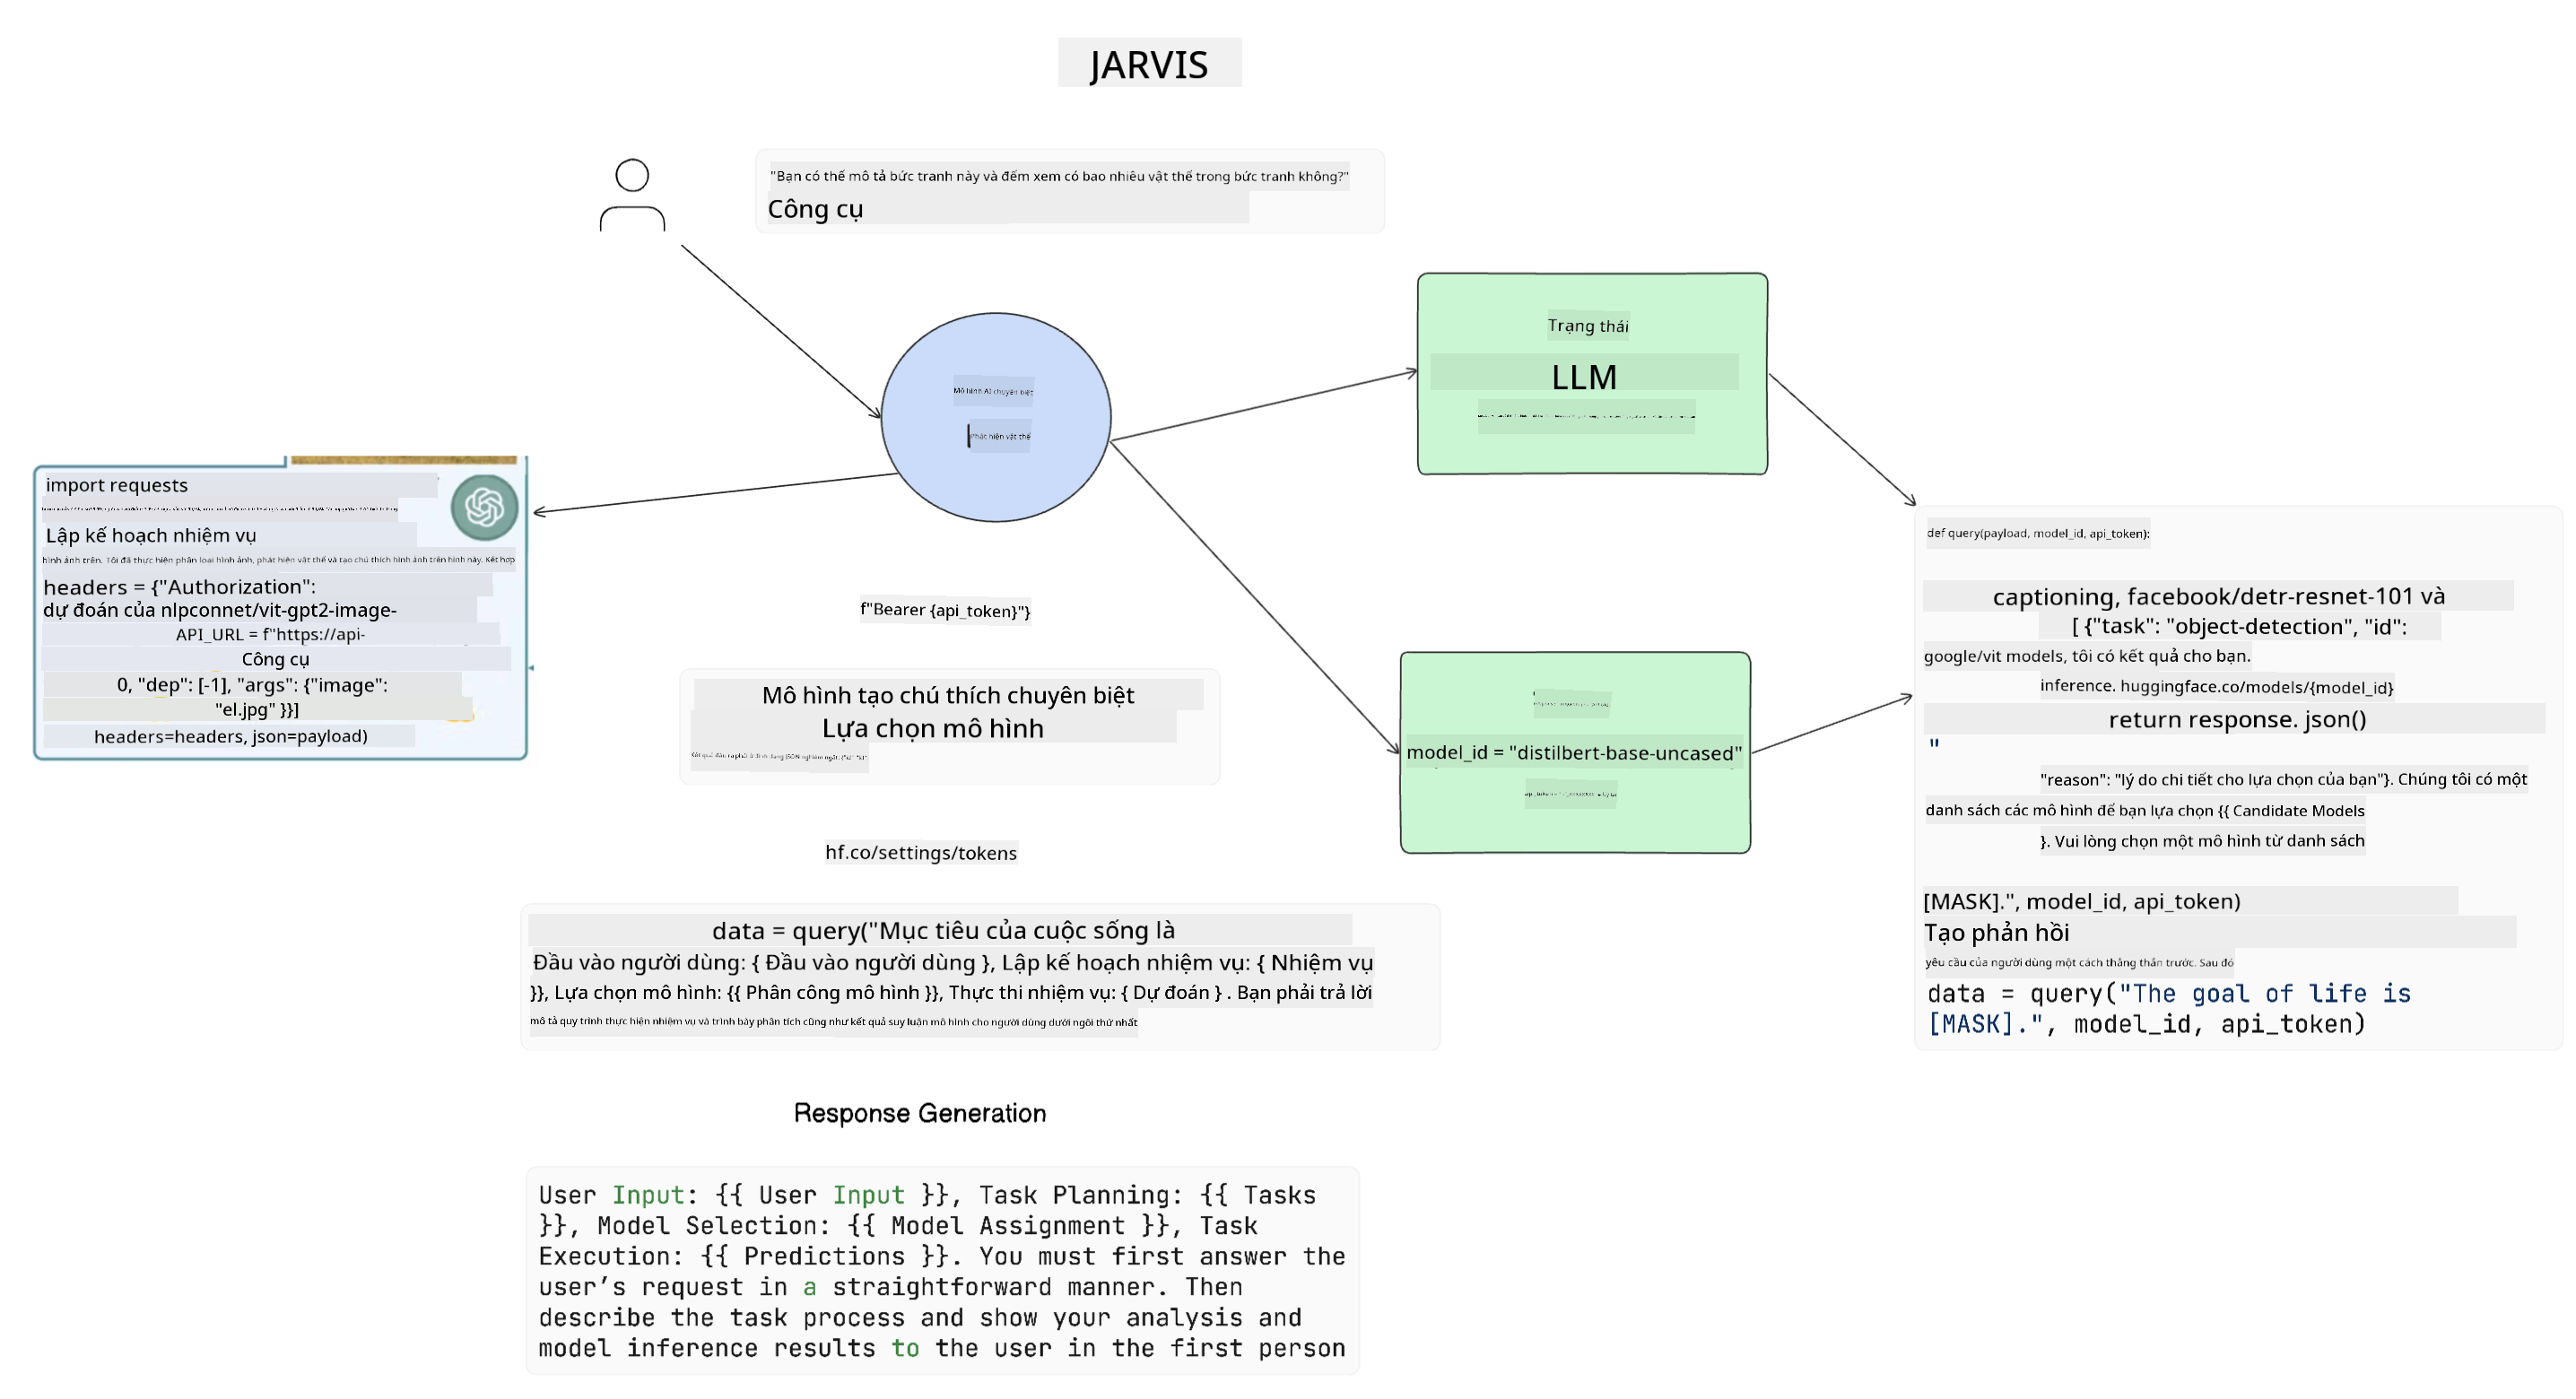 JARVIS
"Bạn có thể mô tả bức tranh này và đếm xem có bao nhiêu vật thể trong bức tranh không?"
Công cụ
Trạng thái
LLM
Mô hình AI chuyên biệt
Phát hiện vật thể
import requests
Lập kế hoạch nhiệm vụ
hình ảnh trên. Tôi đã thực hiện phân loại hình ảnh, phát hiện vật thể và tạo chú thích hình ảnh trên hình này. Kết hợp
headers = {"Authorization":
dự đoán của nlpconnet/vit-gpt2-image-
API_URL = f"https://api-
Công cụ
0, "dep": [-1], "args": {"image":
"el.jpg" }}]
headers=headers, json=payload)
f"Bearer {api_token}"}
Mô hình tạo chú thích chuyên biệt
Lựa chọn mô hình
Kết quả đầu ra phải ở định dạng JSON nghiêm ngặt: {"id": "id",
model_id = "distilbert-base-uncased"
hf.co/settings/tokens
def query(payload, model_id, api_token):
captioning, facebook/detr-resnet-101 và
[ {"task": "object-detection", "id":
google/vit models, tôi có kết quả cho bạn.
inference. huggingface.co/models/{model_id}
return response. json()
"
"reason": "lý do chi tiết cho lựa chọn của bạn"}. Chúng tôi có một
danh sách các mô hình để bạn lựa chọn {{ Candidate Models
}. Vui lòng chọn một mô hình từ danh sách
[MASK].", model_id, api_token)
Tạo phản hồi
yêu cầu của người dùng một cách thẳng thắn trước. Sau đó
data = query("The goal of life is
[MASK].", model_id, api_token)
data = query("Mục tiêu của cuộc sống là
Đầu vào người dùng: { Đầu vào người dùng }, Lập kế hoạch nhiệm vụ: { Nhiệm vụ
}}, Lựa chọn mô hình: {{ Phân công mô hình }}, Thực thi nhiệm vụ: { Dự đoán } . Bạn phải trả lời
mô tả quy trình thực hiện nhiệm vụ và trình bày phân tích cũng như kết quả suy luận mô hình cho người dùng dưới ngôi thứ nhất
Response Generation
User Input: {{ User Input }}, Task Planning: {{ Tasks
}}, Model Selection: {{ Model Assignment }}, Task
Execution: {{ Predictions }}. You must first answer the
user’s request in a straightforward manner. Then
describe the task process and show your analysis and
model inference results to the user in the first person